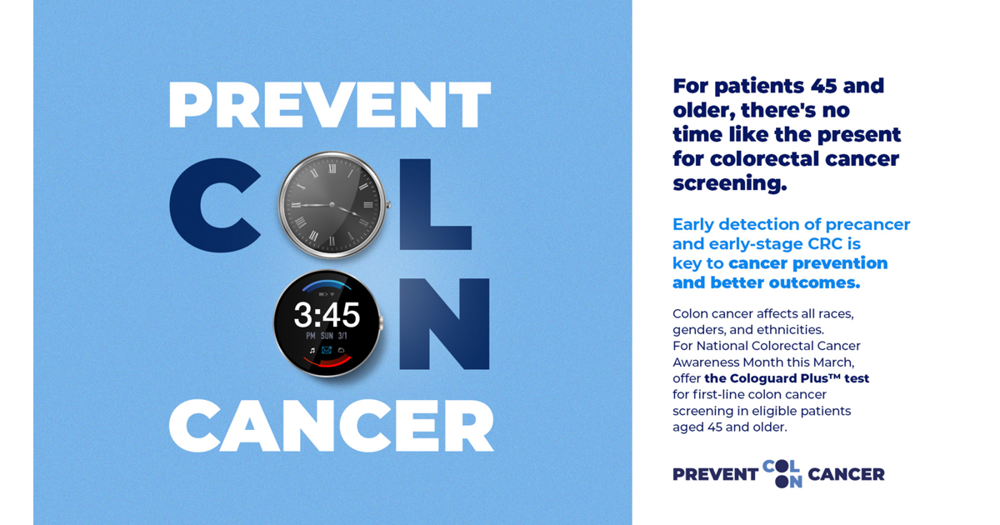 PREVENT
COL
ON
CANCER
3:45
PM SUN 3/1
For patients 45 and
older, there's no
time like the present
for colorectal cancer
screening.
Early detection of precancer
and early-stage CRC is
key to cancer prevention
and better outcomes.
Colon cancer affects all races,
genders, and ethnicities.
For National Colorectal Cancer
Awareness Month this March,
offer the Cologuard Plus™ test
for first-line colon cancer
screening in eligible patients
aged 45 and older.
PREVENT COLON CANCER